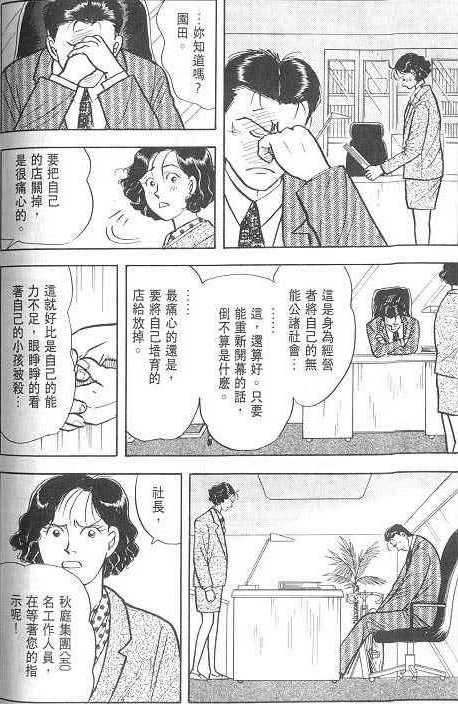 …妳知道嗎？
園田。
要把自己
的店關掉，
是很痛心的。
這是身為經營
者將自己的無
能公諸社會…
這，還算好。只要
能重新開幕的話，
倒不算是什麼。
最痛心的還是，
要將自己培育的
店給放掉。
這就好比是自己的能
力不足，眼睜睜的看
著自己的小孩被殺…
社長，
秋庭集團八五〇
名工作人員，
在等著您的指
示呢！